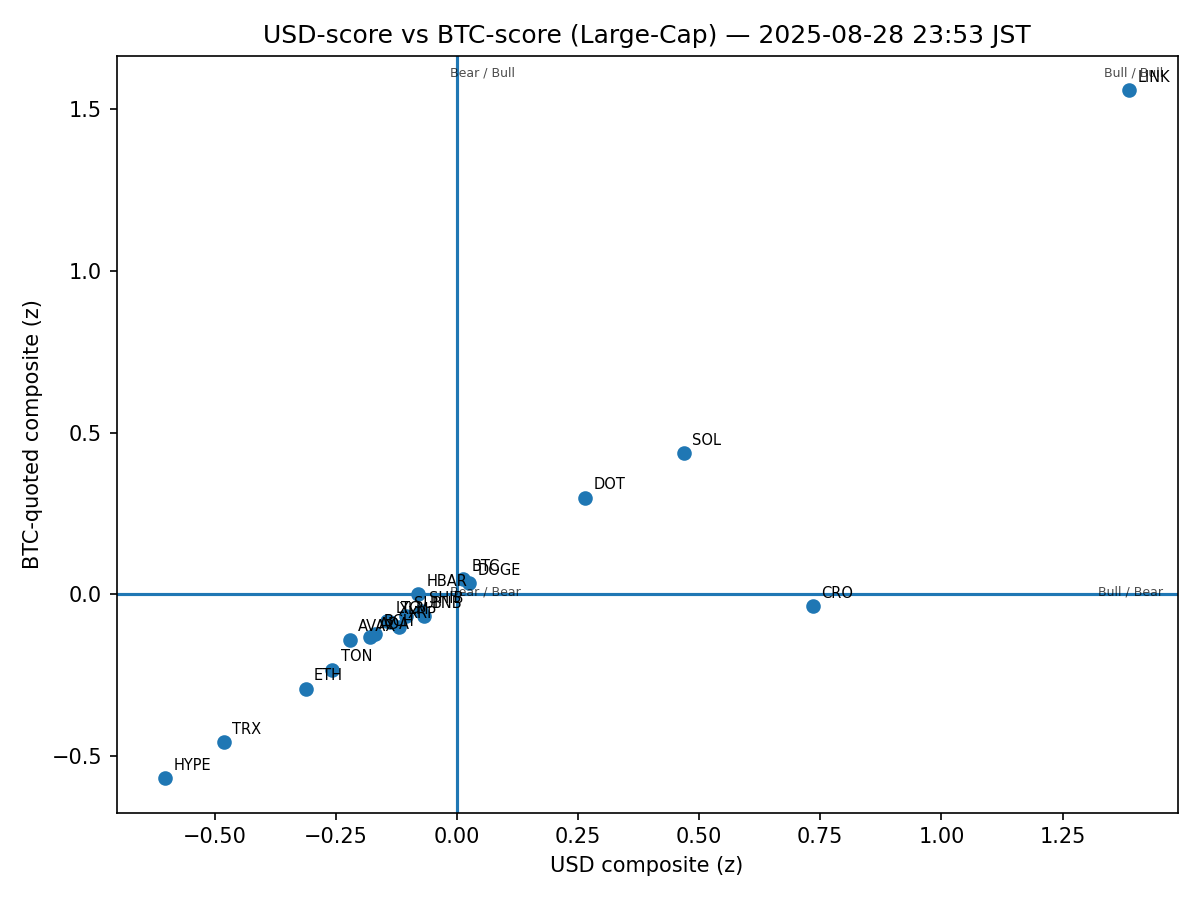 USD-score vs BTC-score (Large-Cap) — 2025-08-28 23:53 JST
Bear / Bull
Bull / Bull
LINK
1.5
1.0
SOL
0.5
DOT
BTC
DOGE
HBAR
0.0
Bear / Bear
Bull / Bear
CRO
BNB
AVAX
ADA
TON
ETH
TRX
−0.5
HYPE
−0.50
−0.25
0.00
0.25
0.50
0.75
1.00
1.25
USD composite (z)
BTC-quoted composite (z)